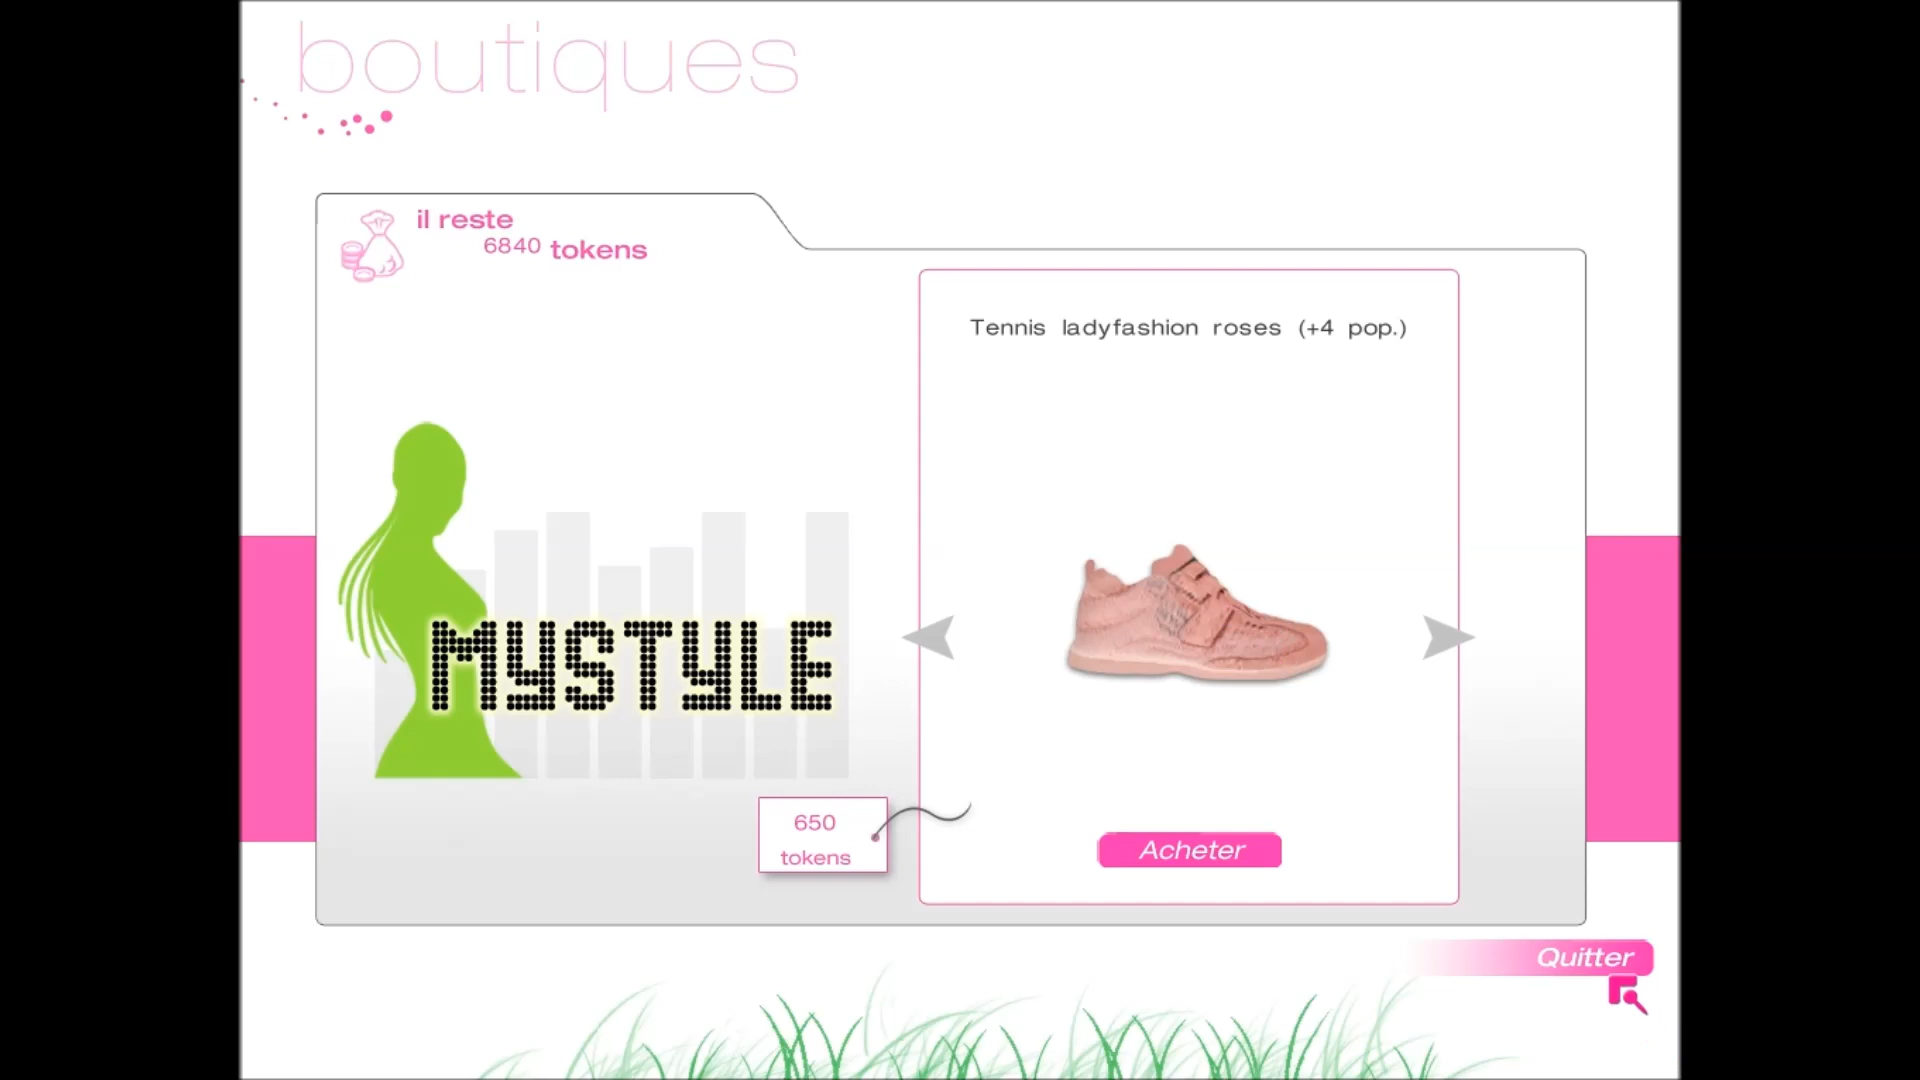 boutiques
il reste
6840 tokens
Tennis ladyfashion roses (+4 pop.)
MYSTYLE
650
tokens
Acheter
Quitter